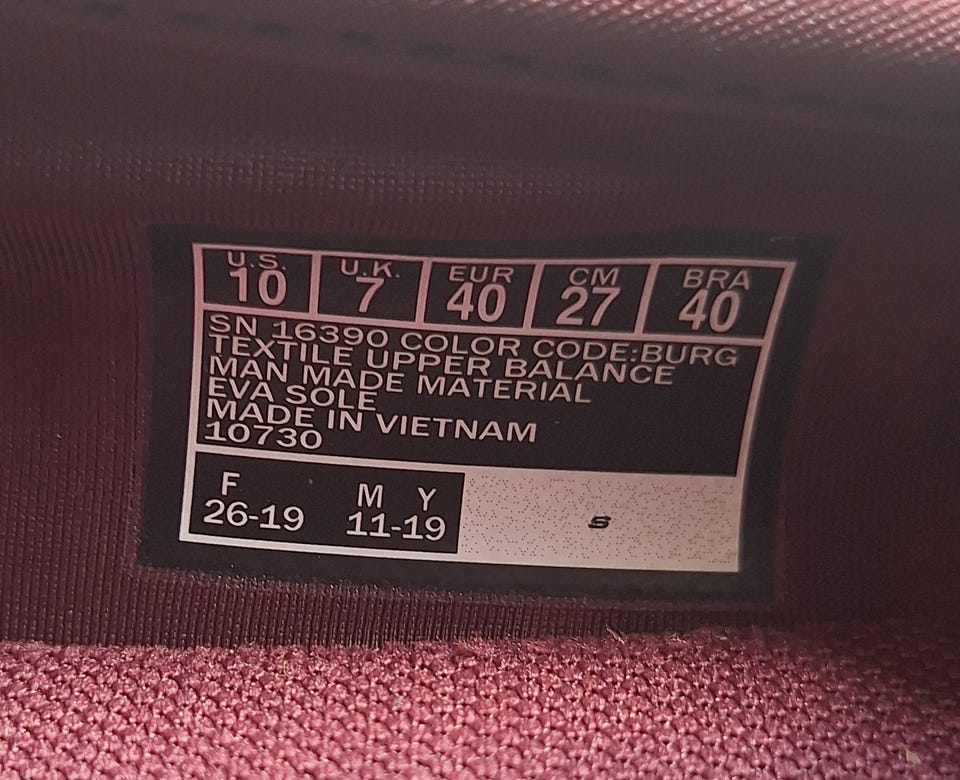 U.S. U.K. EUR CM BRA
10 7 40 27 40
SN 16390 COLOR CODE:BURG
TEXTILE UPPER BALANCE
MAN MADE MATERIAL
EVA SOLE
MADE IN VIETNAM
10730
F M Y
26-19 11-19
S